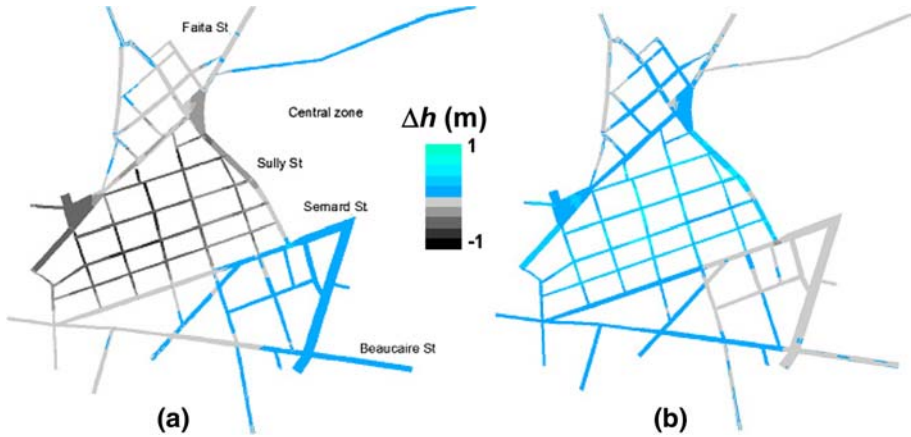 Faita St
Central zone
Δh (m)
1
-1
Sully St
Semard St
Beaucaire St
(a)
(b)